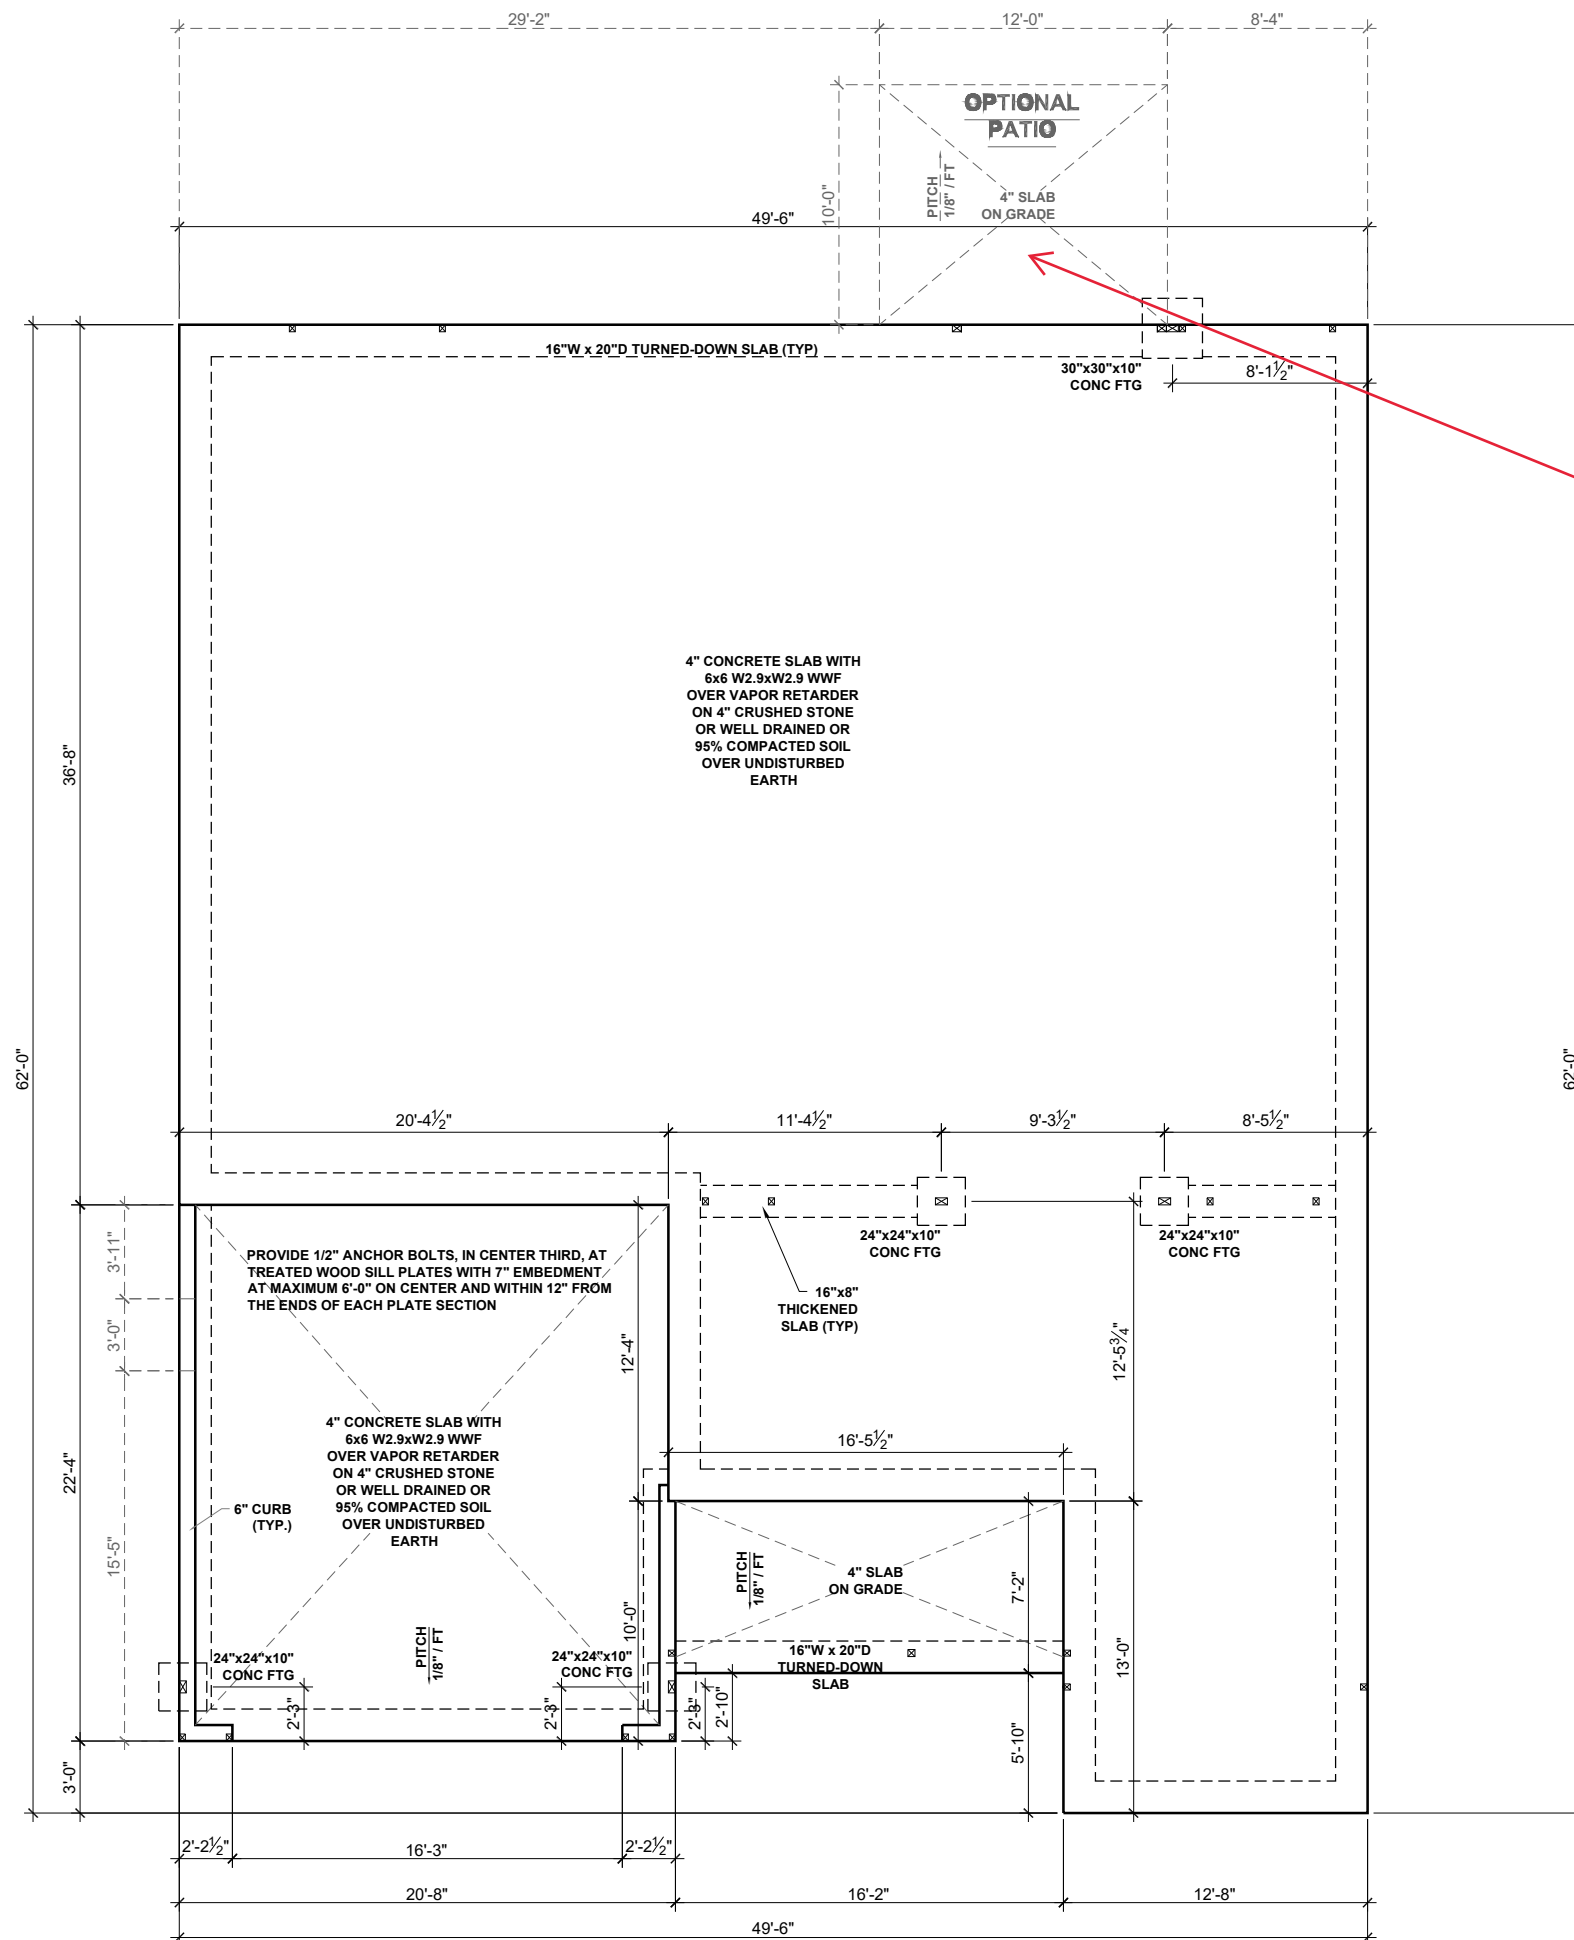 29'-2"
12'-0"
8'-4"
OPTIONAL
PATIO
10'-0"
PITCH
1/8" / FT
4" SLAB
ON GRADE
49'-6"
16"W x 20"D TURNED-DOWN SLAB (TYP)
30"x30"x10"
CONC FTG
8'-1½"
4" CONCRETE SLAB WITH
6x6 W2.9xW2.9 WWF
OVER VAPOR RETARDER
ON 4" CRUSHED STONE
OR WELL DRAINED OR
95% COMPACTED SOIL
OVER UNDISTURBED
EARTH
36'-8"
62'-0"
62'-0"
20'-4½"
11'-4½"
9'-3½"
8'-5½"
24"x24"x10"
CONC FTG
24"x24"x10"
CONC FTG
16"x8"
THICKENED
SLAB (TYP)
3'-11"
3'-0"
15'-5"
22'-4"
3'-0"
PROVIDE 1/2" ANCHOR BOLTS, IN CENTER THIRD, AT
TREATED WOOD SILL PLATES WITH 7" EMBEDMENT
AT MAXIMUM 6'-0" ON CENTER AND WITHIN 12" FROM
THE ENDS OF EACH PLATE SECTION
12'-4"
12'-5¾"
4" CONCRETE SLAB WITH
6x6 W2.9xW2.9 WWF
OVER VAPOR RETARDER
ON 4" CRUSHED STONE
OR WELL DRAINED OR
95% COMPACTED SOIL
OVER UNDISTURBED
EARTH
6" CURB
(TYP.)
16'-5½"
PITCH
1/8" / FT
4" SLAB
ON GRADE
7'-2"
10'-0"
PITCH
1/8" / FT
24"x24"x10"
CONC FTG
24"x24"x10"
CONC FTG
16"W x 20"D
TURNED-DOWN
SLAB
13'-0"
2'-3"
2'-3"
2'-3"
2'-10"
5'-10"
2'-2½"
16'-3"
2'-2½"
20'-8"
16'-2"
12'-8"
49'-6"